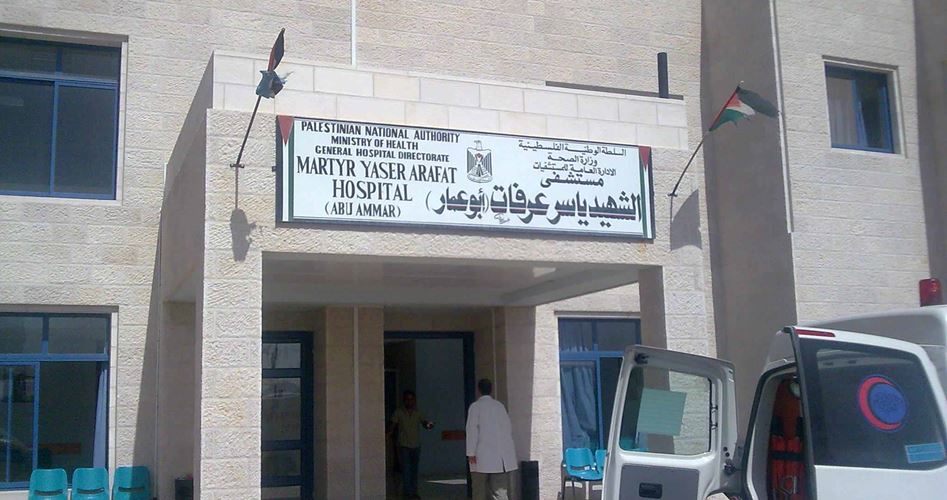 PALESTINIAN NATIONAL AUTHORITY
MINISTRY OF HEALTH
GENERAL HOSPITAL DIRECTORATE
MARTYR YASER ARAFAT
HOSPITAL
(ABU AMMAR)
السلطة الوطنية الفلسطينية
وزارة الصحة
الادارة العامة للمستشفيات
مستشفى
الشهيد ياسر عرفات (أبو عمار)